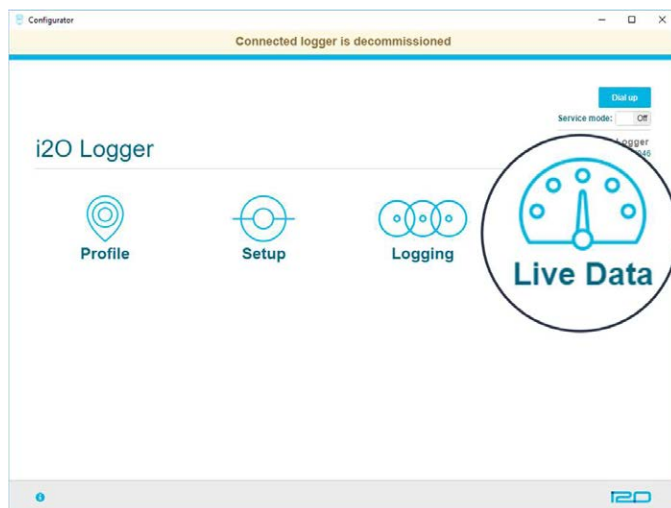 Configurator
Connected logger is decommissioned
Dial up
Service mode: Off
i2O Logger
Profile
Setup
Logging
Live Data
i2O